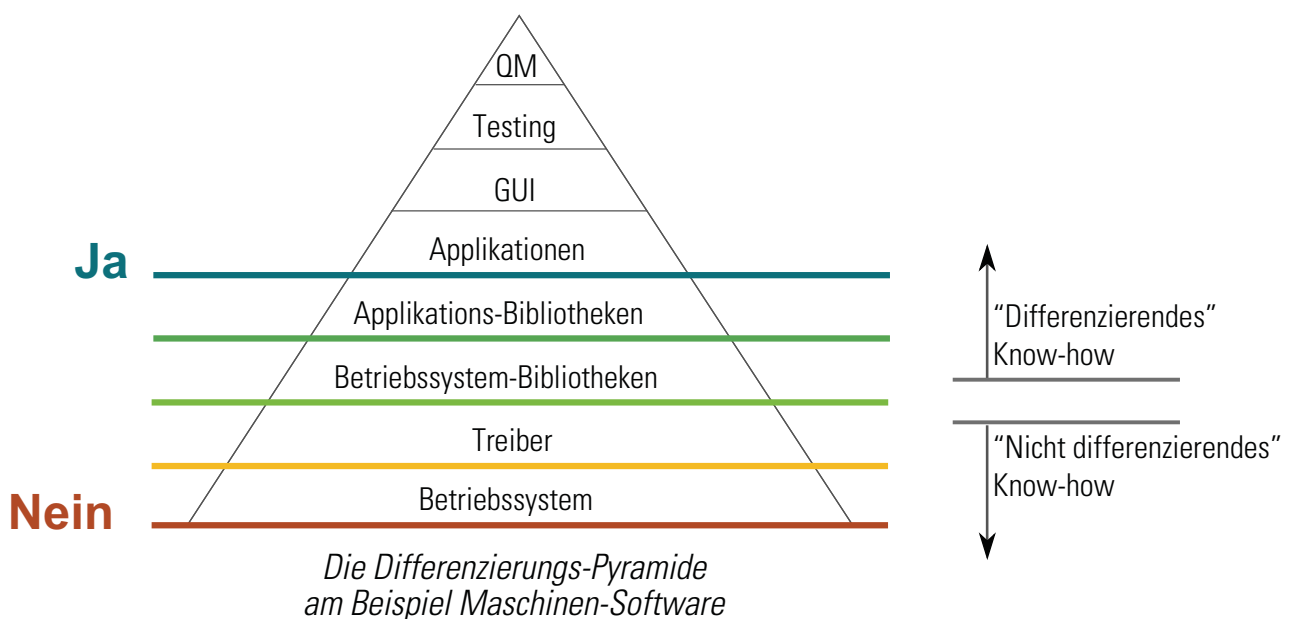 QM
Testing
GUI
Applikationen
Ja
Applikations-Bibliotheken
Betriebssystem-Bibliotheken
Treiber
Betriebssystem
Nein
“Differenzierendes”
Know-how
“Nicht differenzierendes”
Know-how
Die Differenzierungs-Pyramide
am Beispiel Maschinen-Software